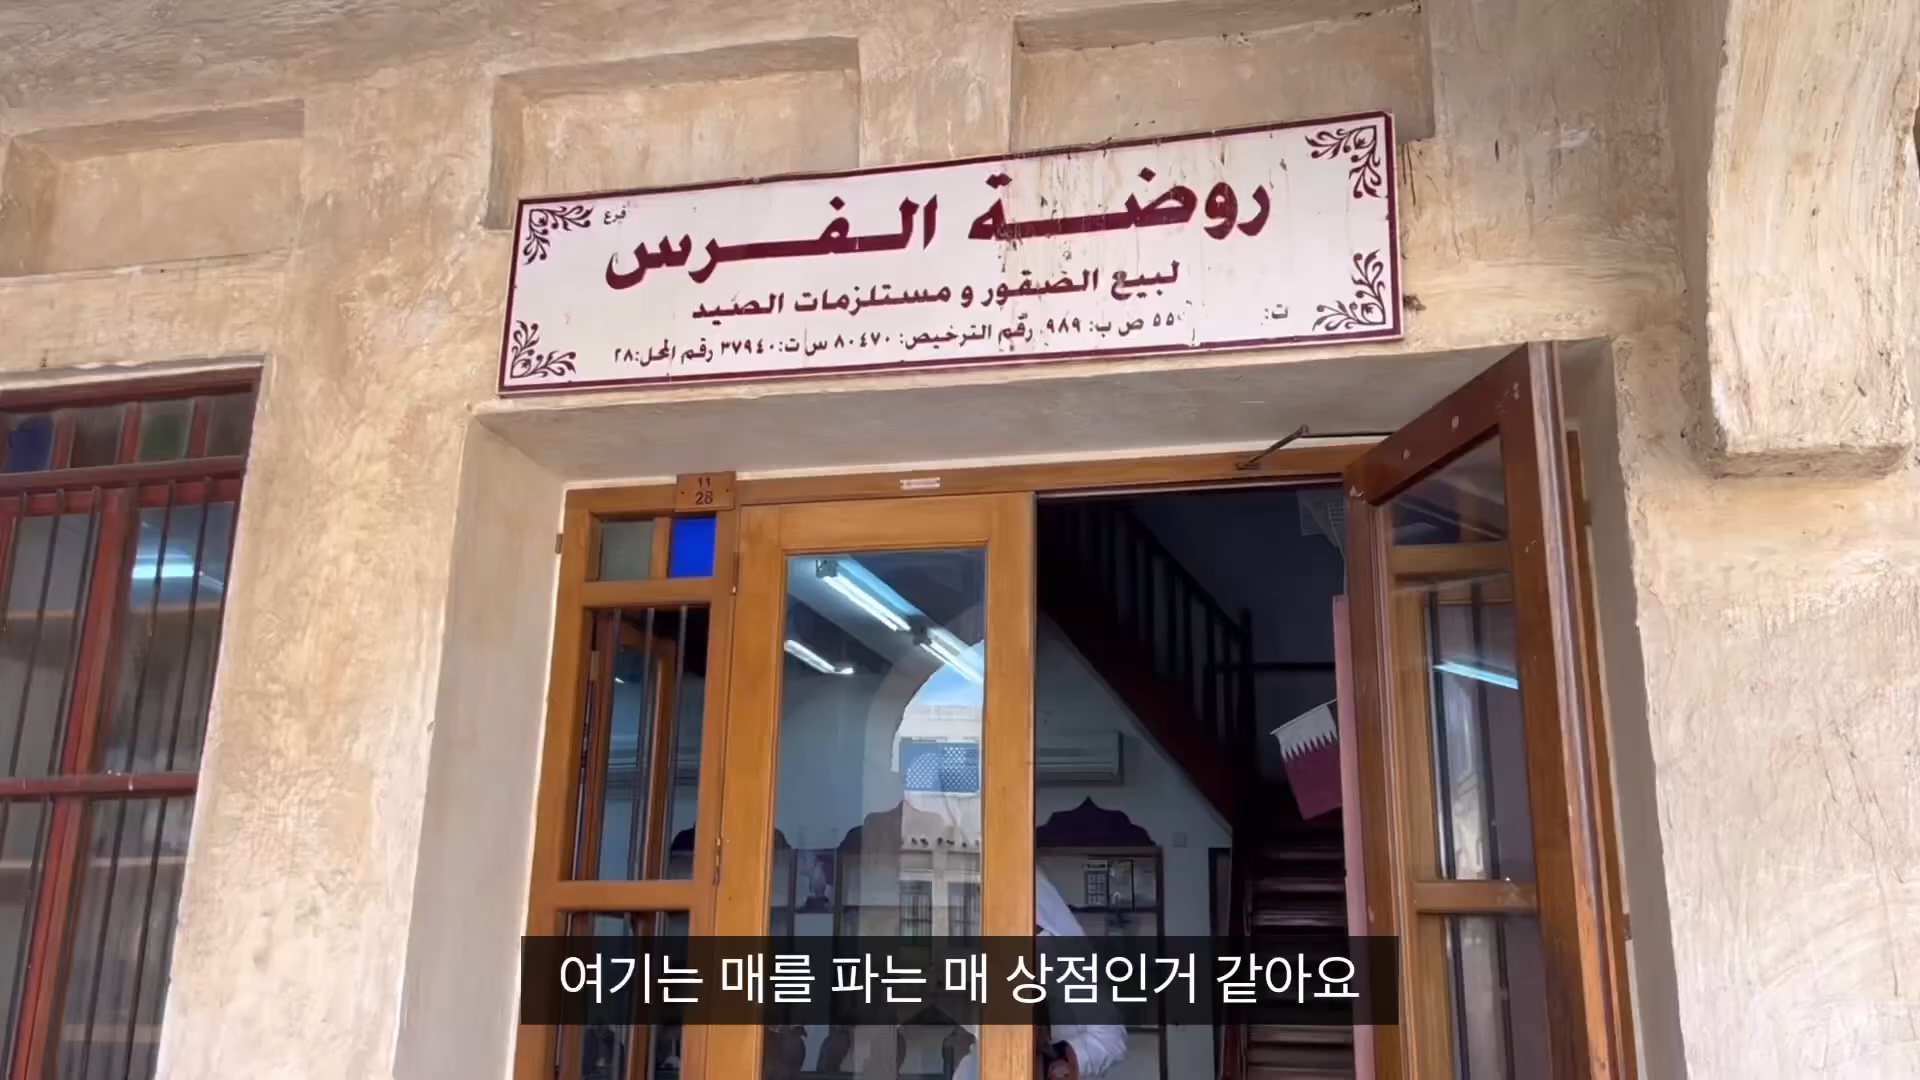 فرع
روضة الفرس
لبيع الصقور و مستلزمات الصيد
ت:
ص ب: ٩٨٩ رقم الترخيص: ٨٠٤٧٠ س ت: ٣٧٩٤٠ رقم المحل: ٢٨
28
여기는 매를 파는 매 상점인거 같아요